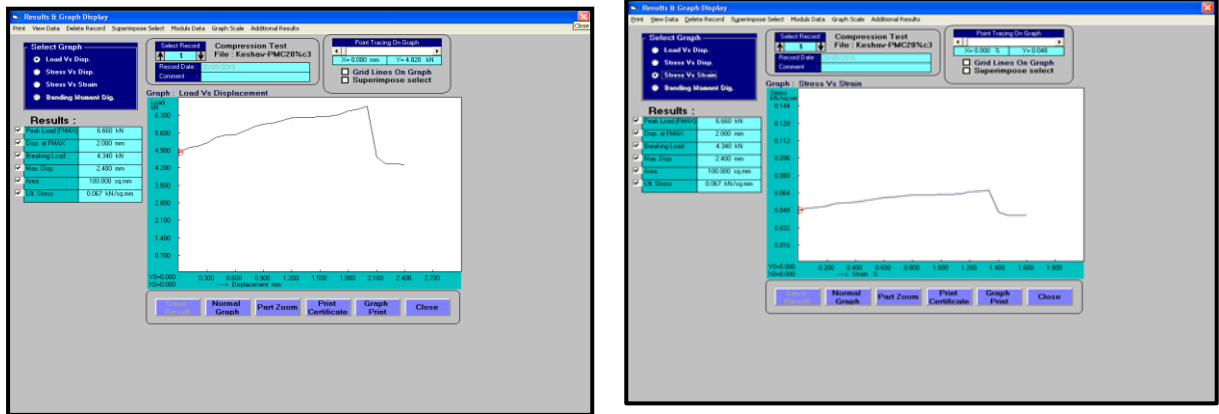 Results & Graph Display
Print View Data Delete Record Superimpose Select Module Data Graph Scale Additional Results
Close
Select Graph
Load Vs Disp.
Stress Vs Disp.
Stress Vs Strain
Bending Moment Dig.
Select Record
1
Compression Test
File : Keshav-PMC20%c3
Record Date :
Comment :
Point Tracing On Graph
X= 0.000 mm Y= 4.820 kN
Grid Lines On Graph
Superimpose select
Results :
Peak Load (FMAX) 6.660 kN
Disp. at FMAX 2.000 mm
Breaking Load 4.340 kN
Max. Disp. 2.400 mm
Area 100.000 sq.mm
Ult. Stress 0.067 kN/sq.mm
Graph : Load Vs Displacement
Load
kN
6.300
5.600
4.900
4.200
3.500
2.800
2.100
1.400
0.700
Y0=0.000
X0=0.000
0.300 0.600 0.900 1.200 1.500 1.800 2.100 2.400 2.700
---> Displacement mm
Save Result
Normal Graph
Part Zoom
Print Certificate
Graph Print
Close
Results & Graph Display
Print View Data Delete Record Superimpose Select Module Data Graph Scale Additional Results
Select Graph
Load Vs Disp.
Stress Vs Disp.
Stress Vs Strain
Bending Moment Dig.
Select Record
1
Compression Test
File : Keshav-PMC20%c3
Record Date :
Comment :
Point Tracing On Graph
X= 0.000 % Y= 0.048
Grid Lines On Graph
Superimpose select
Results :
Peak Load (FMAX) 6.660 kN
Disp. at FMAX 2.000 mm
Breaking Load 4.340 kN
Max. Disp. 2.400 mm
Area 100.000 sq.mm
Ult. Stress 0.067 kN/sq.mm
Graph : Stress Vs Strain
Stress
kN/sq.mm
0.144
0.128
0.112
0.096
0.080
0.064
0.048
0.032
0.016
Y0=0.000
X0=0.000
0.200 0.400 0.600 0.800 1.000 1.200 1.400 1.600 1.800
---> Strain %
Save Result
Normal Graph
Part Zoom
Print Certificate
Graph Print
Close